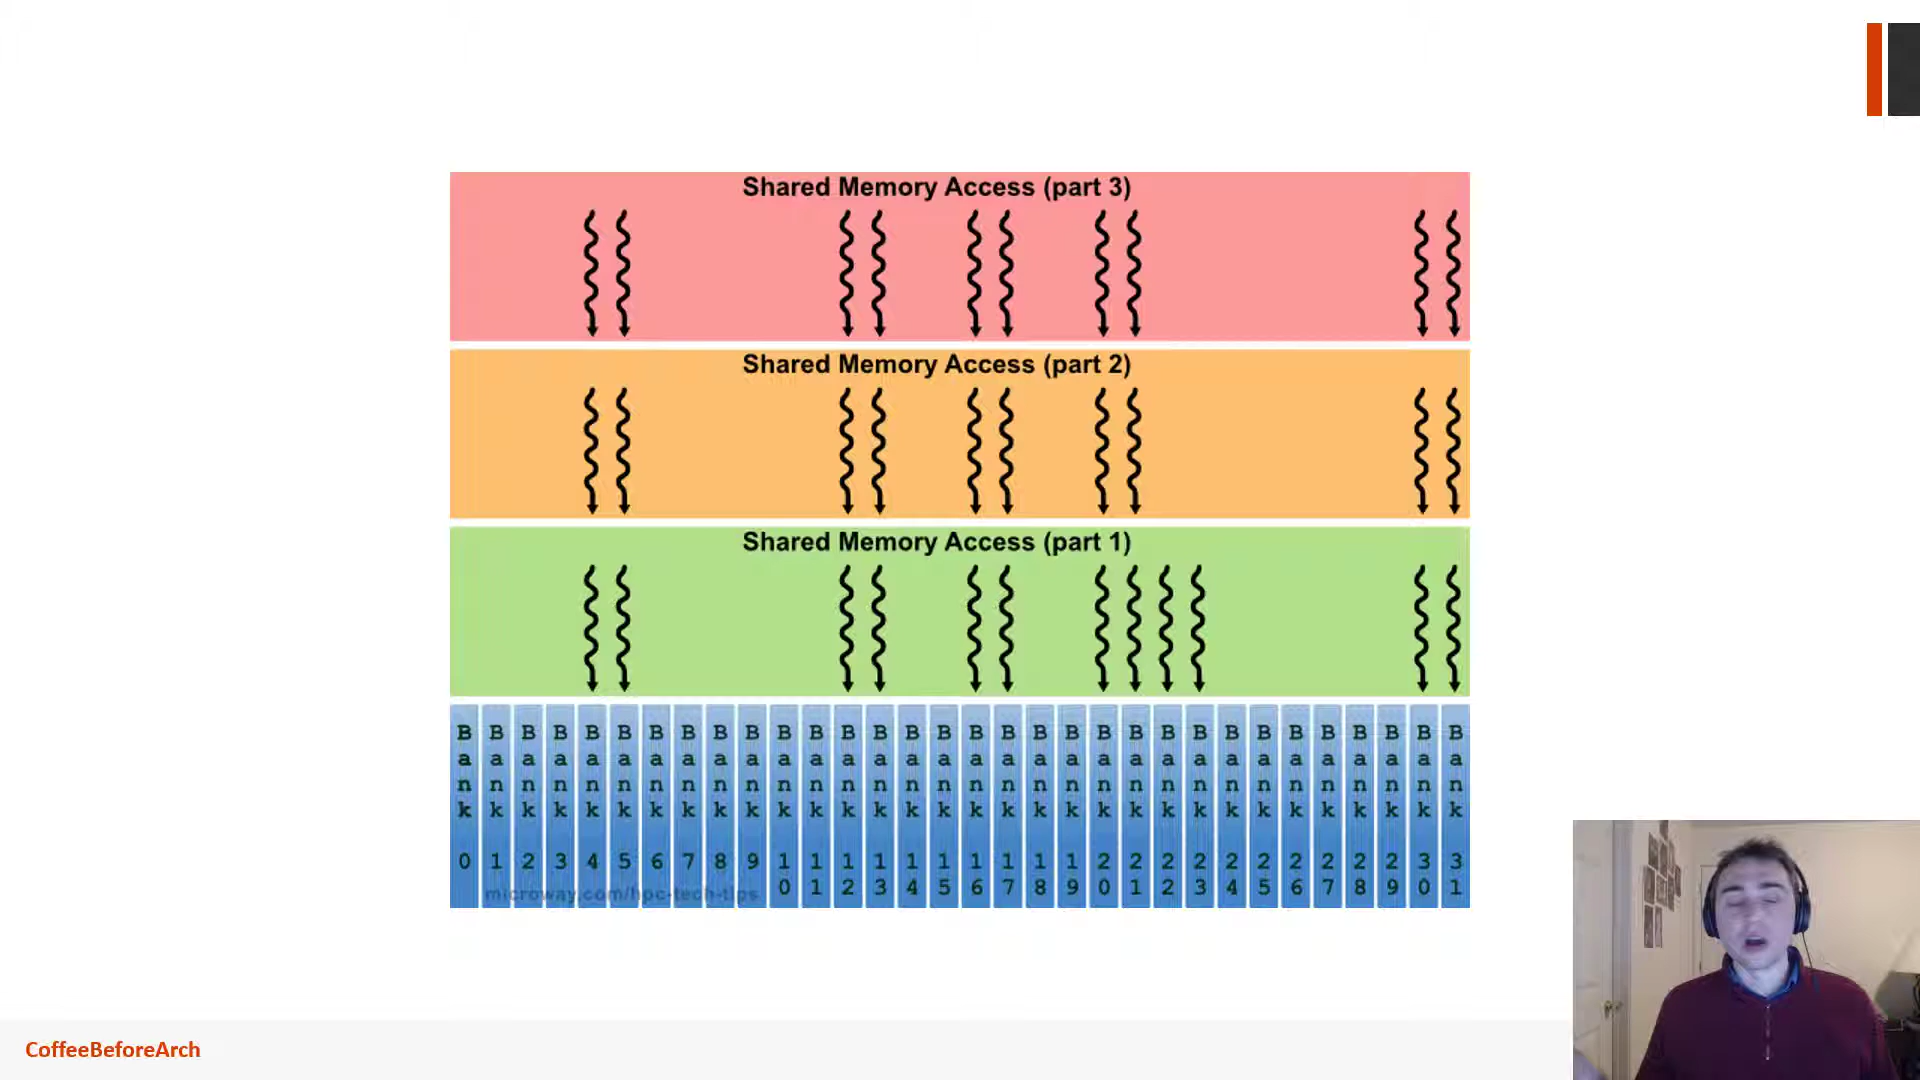 Shared Memory Access (part 3)
Shared Memory Access (part 2)
Shared Memory Access (part 1)
Bank 0
Bank 1
Bank 2
Bank 3
Bank 4
Bank 5
Bank 6
Bank 7
Bank 8
Bank 9
Bank 10
Bank 11
Bank 12
Bank 13
Bank 14
Bank 15
Bank 16
Bank 17
Bank 18
Bank 19
Bank 20
Bank 21
Bank 22
Bank 23
Bank 24
Bank 25
Bank 26
Bank 27
Bank 28
Bank 29
Bank 30
Bank 31
microway.com/hpc-tech-tips
CoffeeBeforeArch